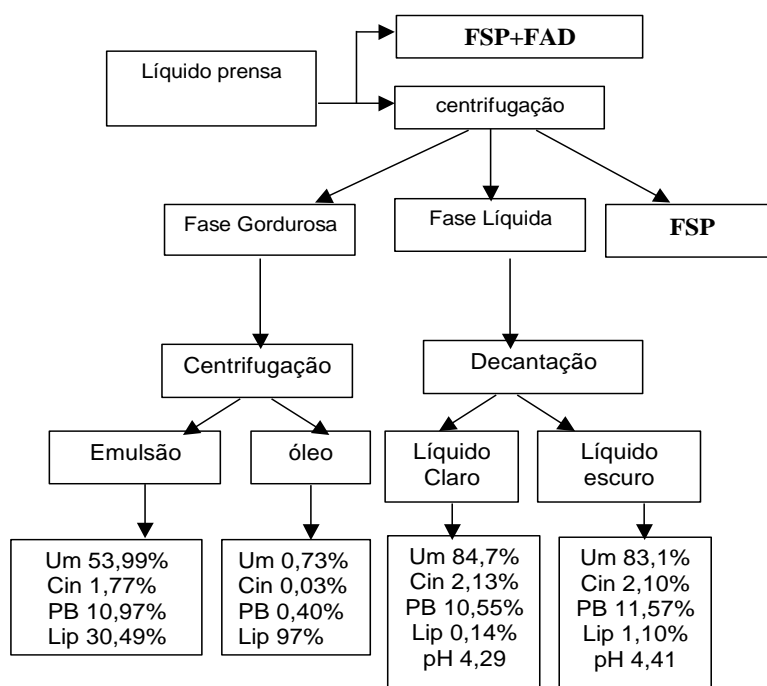 FSP+FAD
Líquido prensa
centrifugação
Fase Gordurosa
Fase Líquida
FSP
Centrifugação
Decantação
Emulsão
óleo
Líquido
Claro
Líquido
escuro
Um 53,99%
Cin 1,77%
PB 10,97%
Lip 30,49%
Um 0,73%
Cin 0,03%
PB 0,40%
Lip 97%
Um 84,7%
Cin 2,13%
PB 10,55%
Lip 0,14%
pH 4,29
Um 83,1%
Cin 2,10%
PB 11,57%
Lip 1,10%
pH 4,41